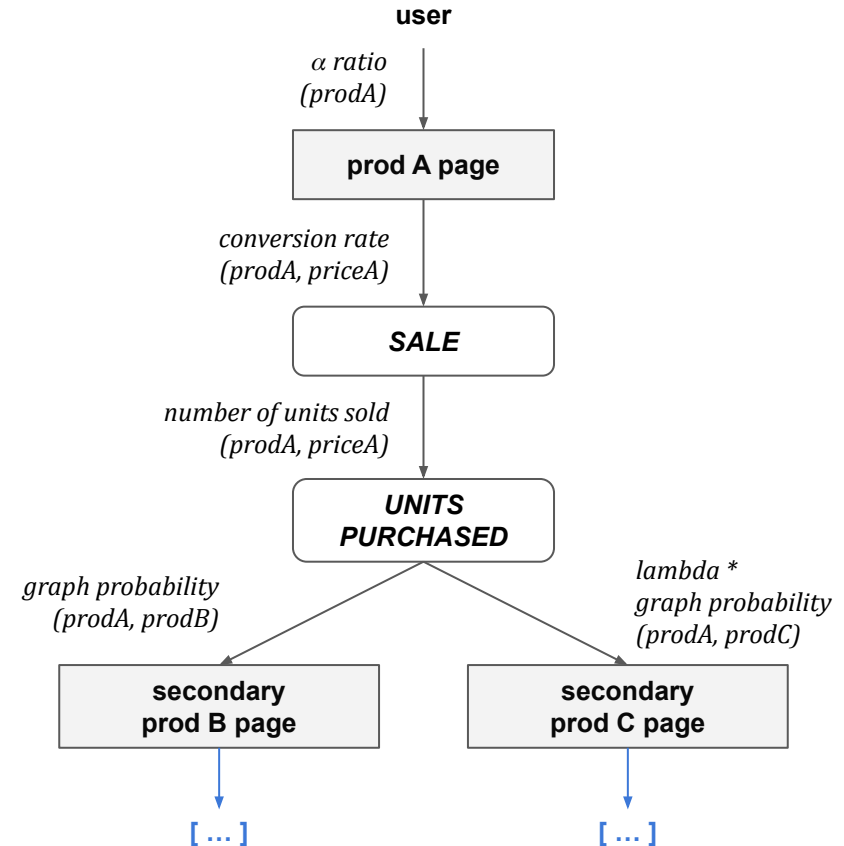 user
α ratio
(prodA)
prod A page
conversion rate
(prodA, priceA)
SALE
number of units sold
(prodA, priceA)
UNITS
PURCHASED
graph probability
(prodA, prodB)
lambda *
graph probability
(prodA, prodC)
secondary
prod B page
secondary
prod C page
[ … ]
[ … ]